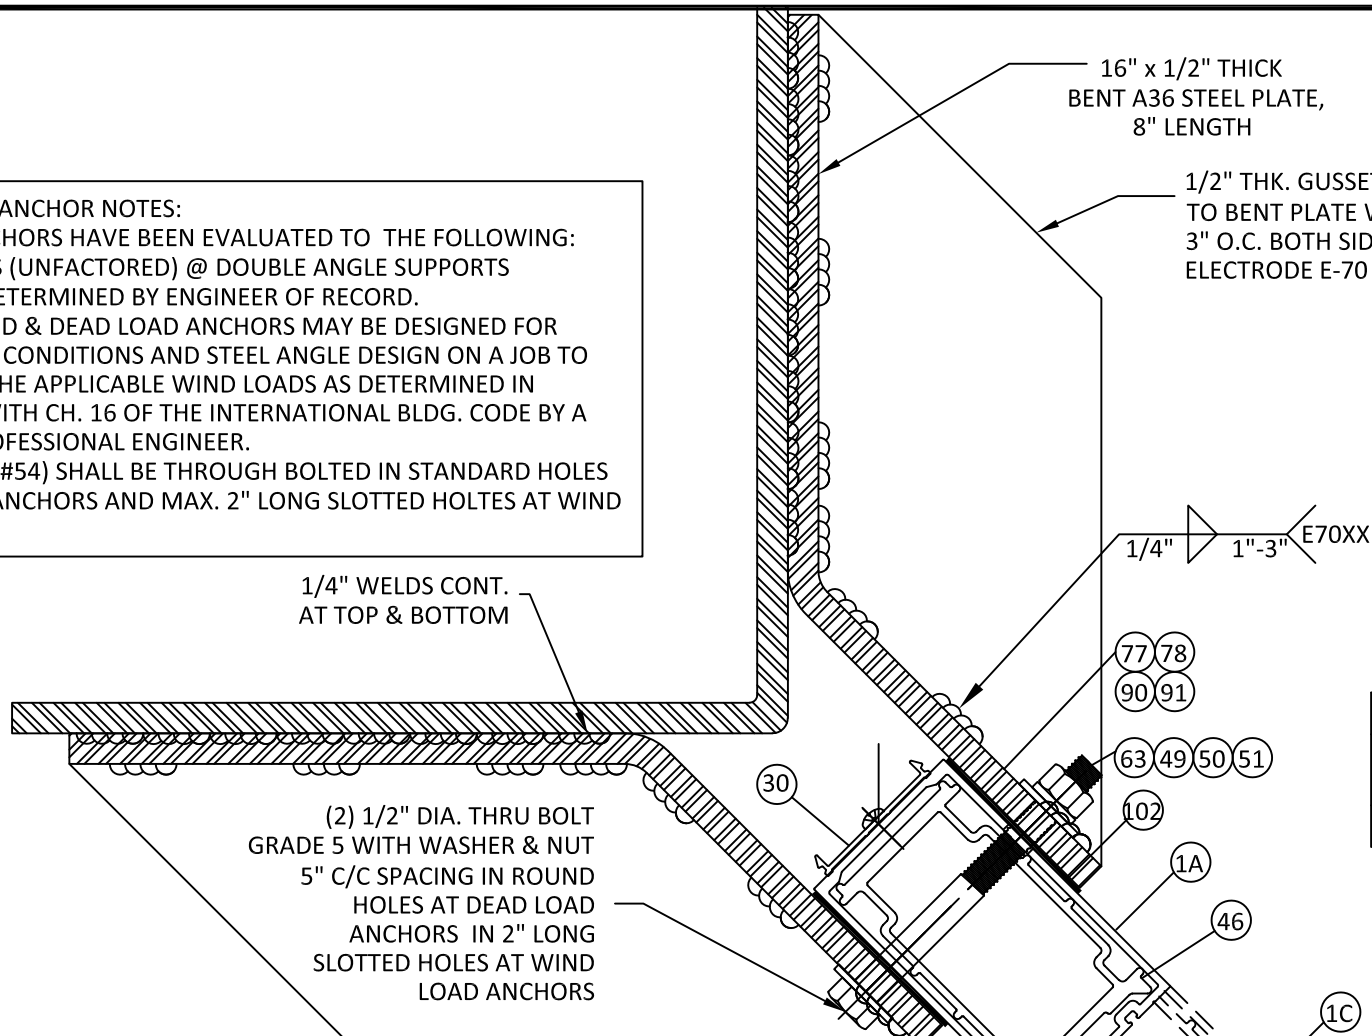 16" x 1/2" THICK
BENT A36 STEEL PLATE,
8" LENGTH
1/2" THK. GUSSET
TO BENT PLATE W
3" O.C. BOTH SID
ELECTRODE E-70
ANCHOR NOTES:
CHORS HAVE BEEN EVALUATED TO THE FOLLOWING:
S (UNFACTORED) @ DOUBLE ANGLE SUPPORTS
ETERMINED BY ENGINEER OF RECORD.
D & DEAD LOAD ANCHORS MAY BE DESIGNED FOR
CONDITIONS AND STEEL ANGLE DESIGN ON A JOB TO
HE APPLICABLE WIND LOADS AS DETERMINED IN
WITH CH. 16 OF THE INTERNATIONAL BLDG. CODE BY A
OFESSIONAL ENGINEER.
#54) SHALL BE THROUGH BOLTED IN STANDARD HOLES
ANCHORS AND MAX. 2" LONG SLOTTED HOLTES AT WIND
1/4" 1"-3" E70XX
1/4" WELDS CONT.
AT TOP & BOTTOM
77 78
90 91
63 49 50 51
30
102
(2) 1/2" DIA. THRU BOLT
GRADE 5 WITH WASHER & NUT
5" C/C SPACING IN ROUND
HOLES AT DEAD LOAD
ANCHORS IN 2" LONG
SLOTTED HOLES AT WIND
LOAD ANCHORS
1A
46
1C